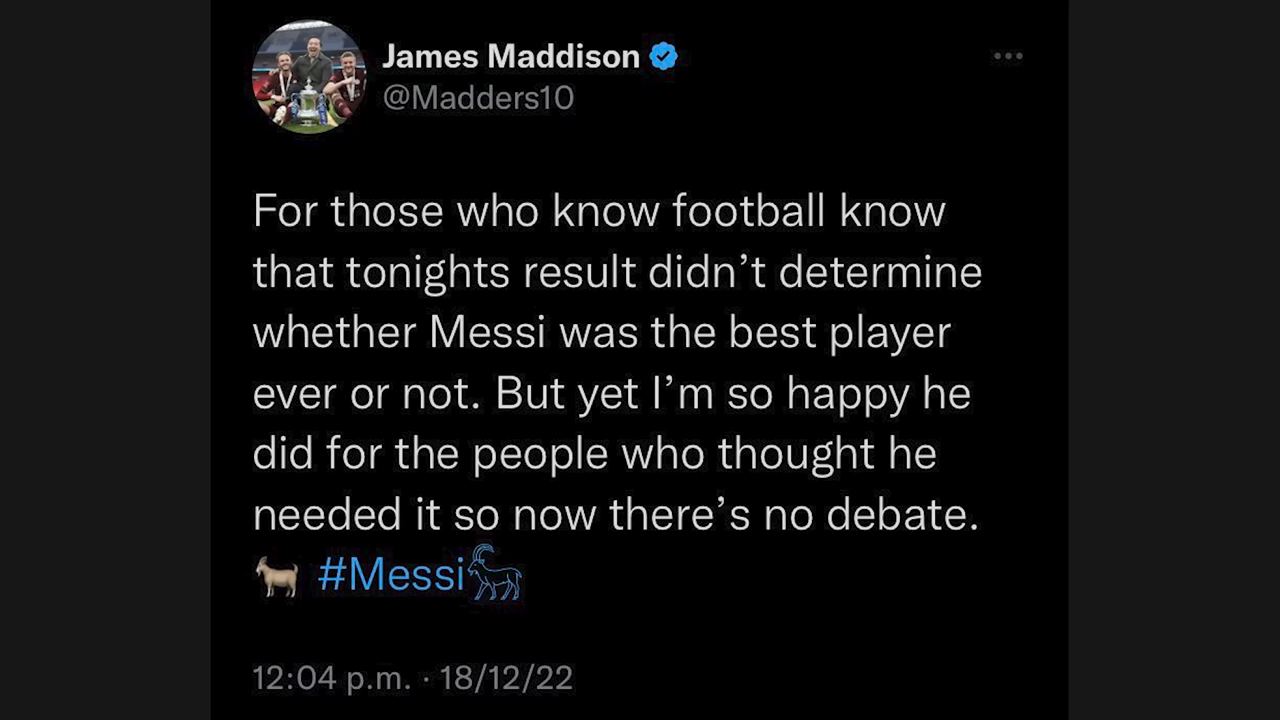 James Maddison
@Madders10
For those who know football know
that tonights result didn’t determine
whether Messi was the best player
ever or not. But yet I’m so happy he
did for the people who thought he
needed it so now there’s no debate.
🐐 #Messi
12:04 p.m. · 18/12/22